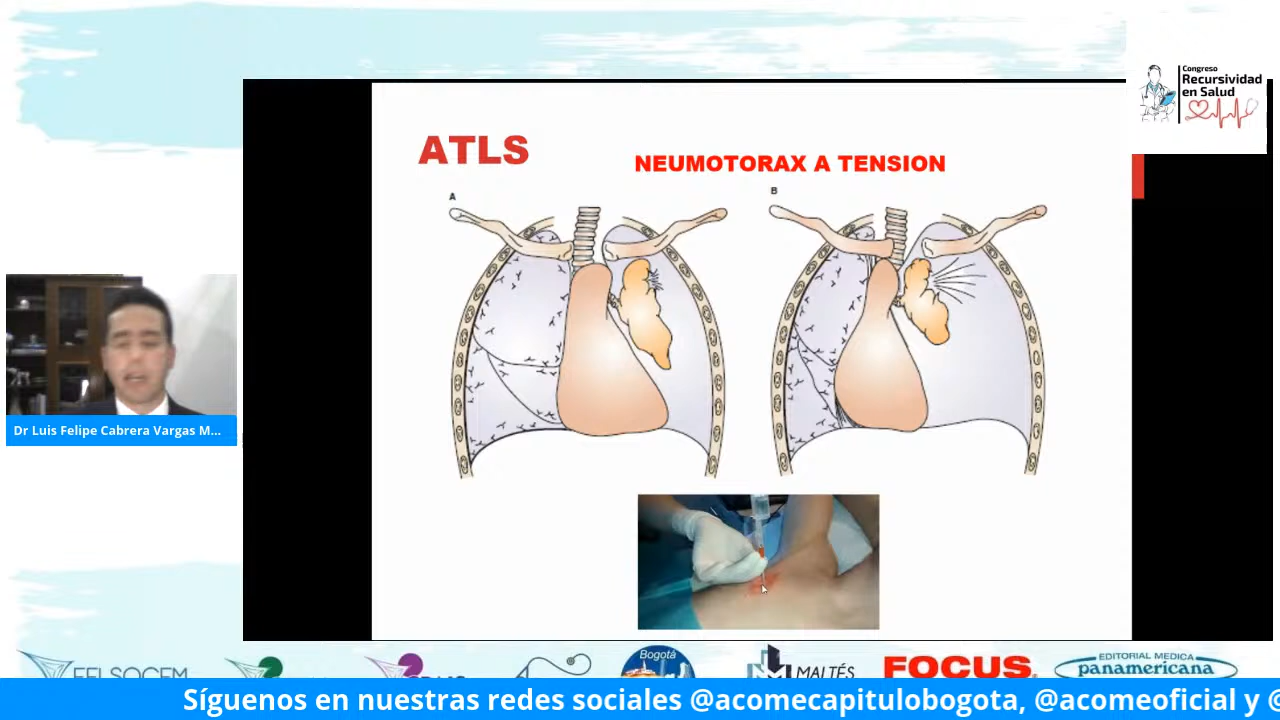 Congreso
Recursividad
en Salud
ATLS
NEUMOTORAX A TENSION
A
B
Dr Luis Felipe Cabrera Vargas M...
Bogotá
MALTÉS
FOCUS
EDITORIAL MEDICA
panamericana
Síguenos en nuestras redes sociales @acomecapitulobogota, @acomeoficial y @